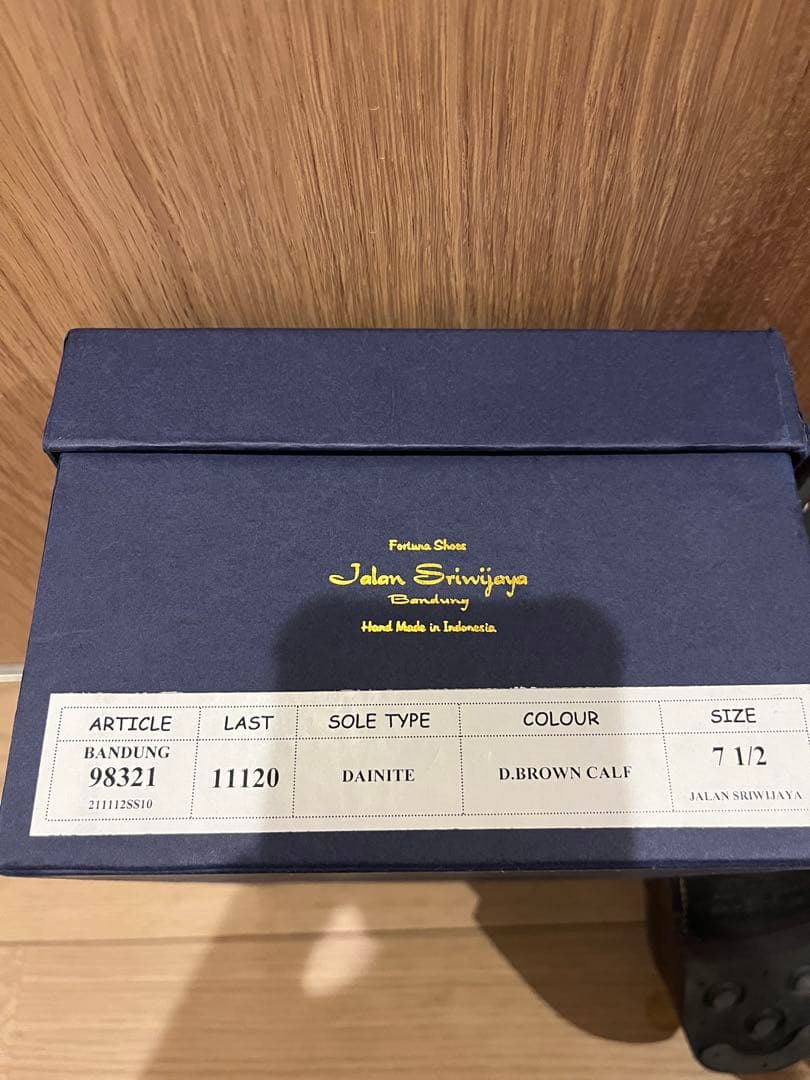 Fortuna Shoes
Jalan Sriwijaya
Bandung
Hand Made in Indonesia
ARTICLE LAST SOLE TYPE COLOUR SIZE
BANDUNG
98321 11120 DAINITE D.BROWN CALF 7 1/2
211112SS10 JALAN SRIWIJAYA